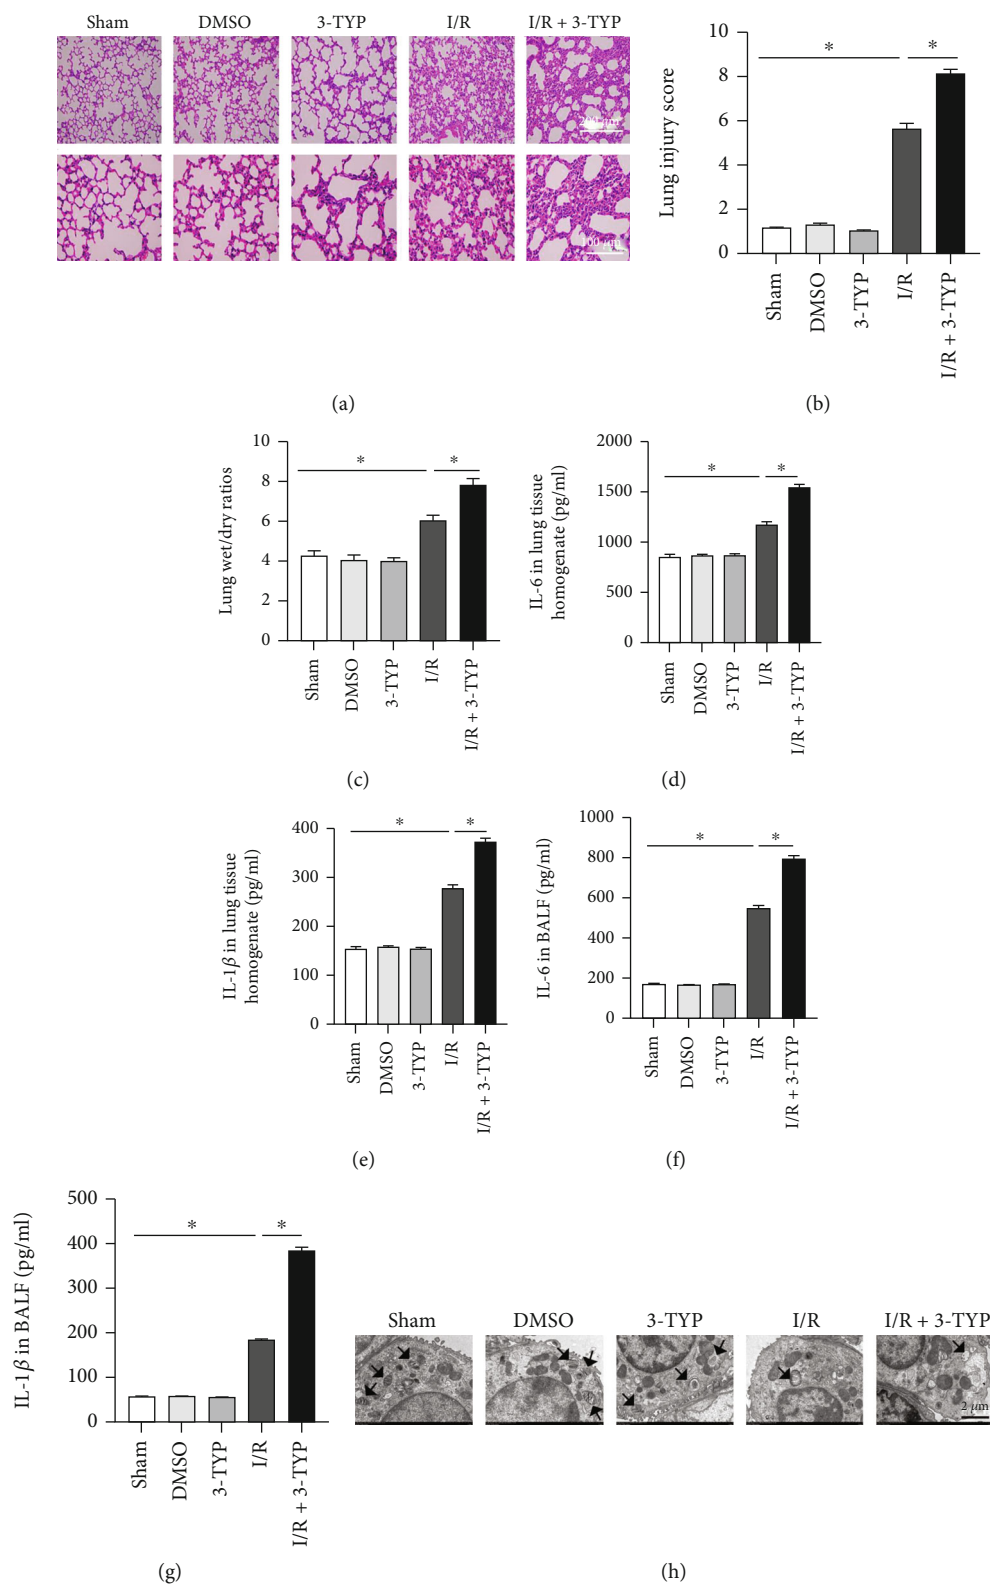 Sham DMSO 3-TYP I/R I/R + 3-TYP
200 μm
100 μm
(a)
Lung injury score
10
8
6
4
2
0
* *
Sham DMSO 3-TYP I/R I/R + 3-TYP
(b)
Lung wet/dry ratios
10
8
6
4
2
0
* *
Sham DMSO 3-TYP I/R I/R + 3-TYP
(c)
IL-6 in lung tissue
homogenate (pg/ml)
2000
1500
1000
500
0
* *
Sham DMSO 3-TYP I/R I/R + 3-TYP
(d)
IL-1β in lung tissue
homogenate (pg/ml)
400
300
200
100
0
* *
Sham DMSO 3-TYP I/R I/R + 3-TYP
(e)
IL-6 in BALF (pg/ml)
1000
800
600
400
200
0
* *
Sham DMSO 3-TYP I/R I/R + 3-TYP
(f)
IL-1β in BALF (pg/ml)
500
400
300
200
100
0
* *
Sham DMSO 3-TYP I/R I/R + 3-TYP
(g)
Sham DMSO 3-TYP I/R I/R + 3-TYP
2 μm
(h)